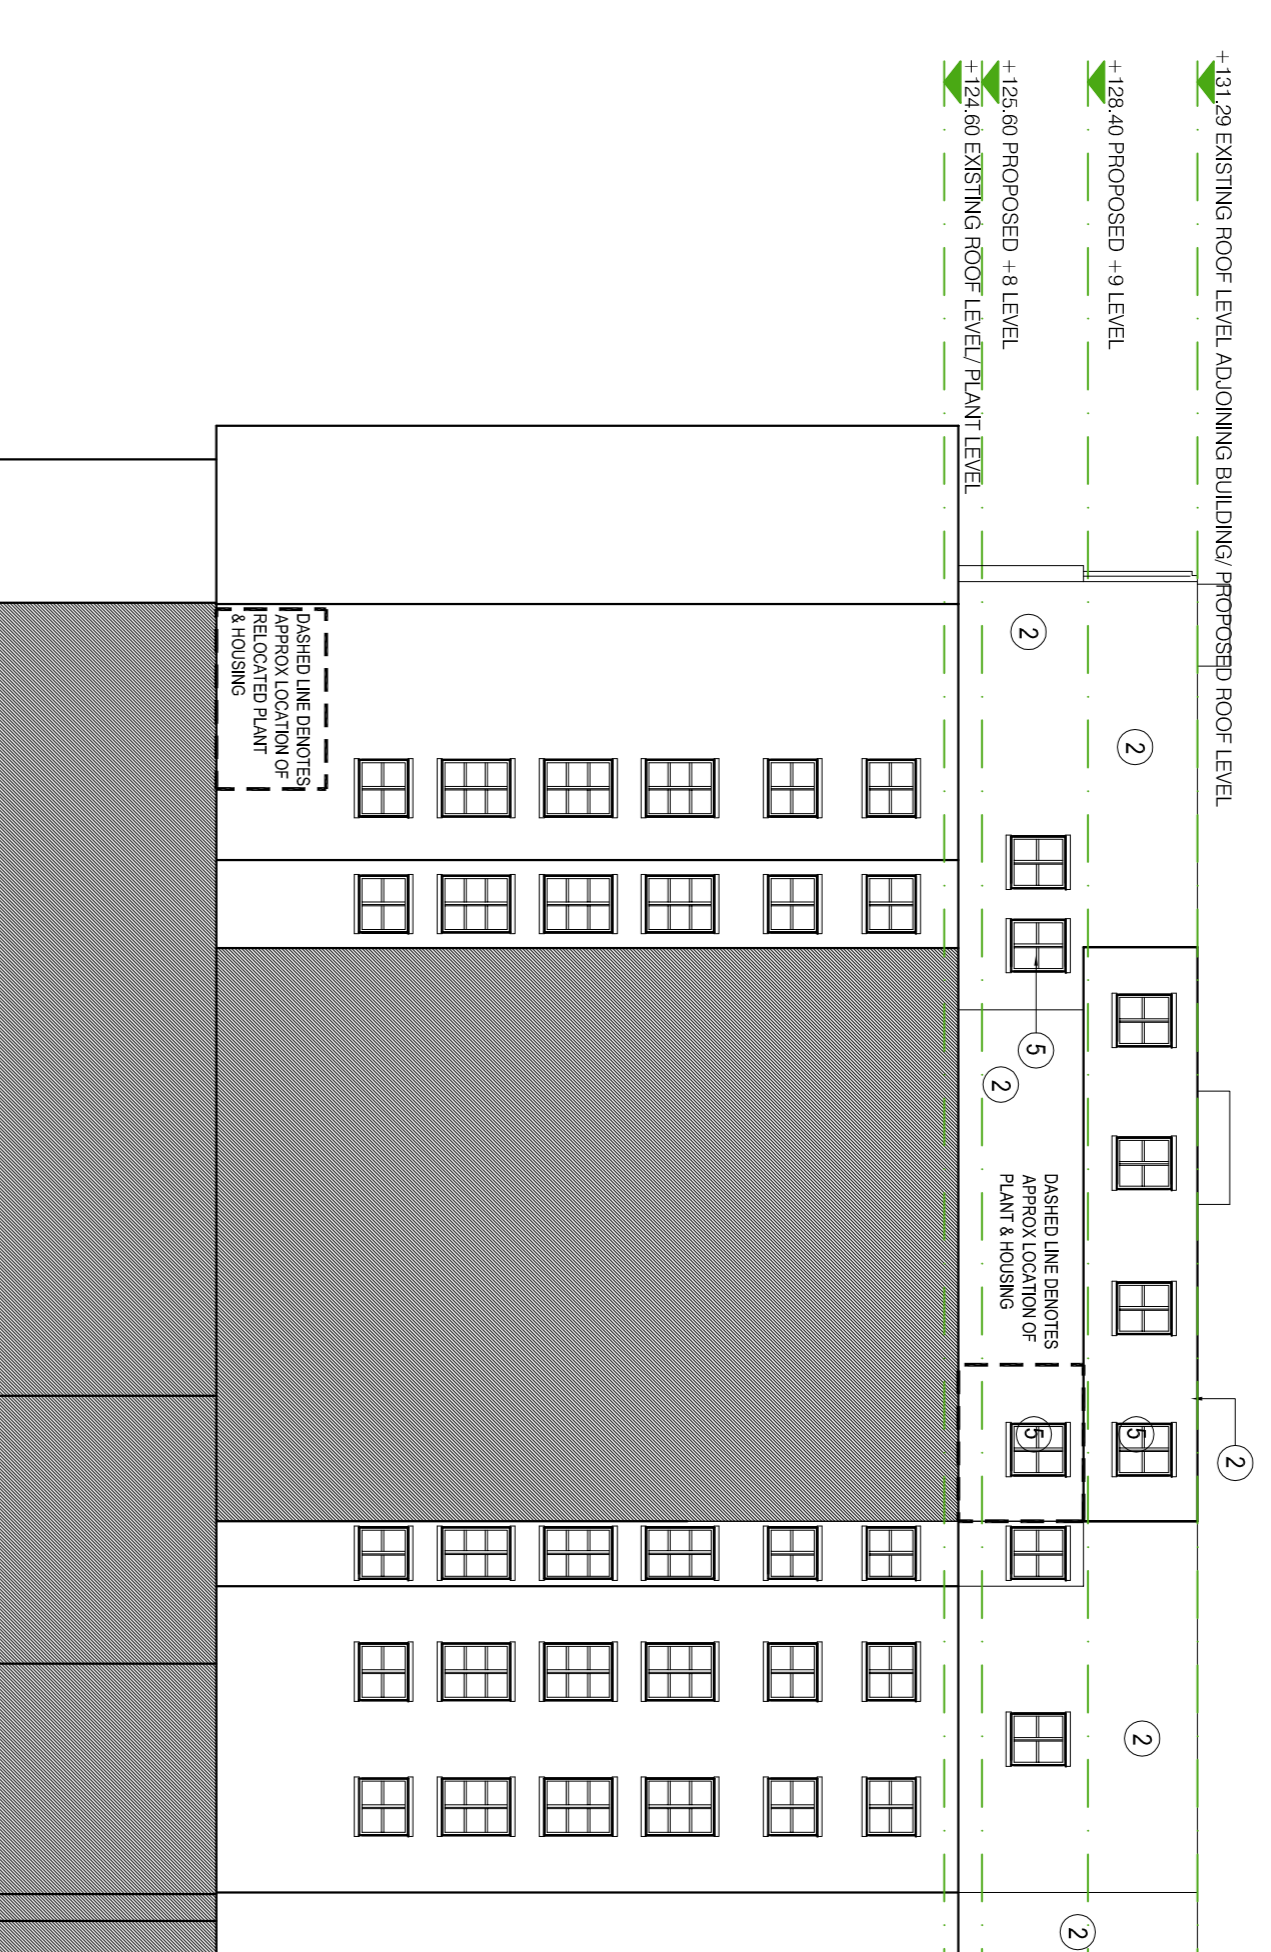 +131.29 EXISTING ROOF LEVEL ADJOINING BUILDING/ PROPOSED ROOF LEVEL
+128.40 PROPOSED +9 LEVEL
+125.60 PROPOSED +8 LEVEL
+124.60 EXISTING ROOF LEVEL/ PLANT LEVEL
2
2
2
5
2
5
5
2
2
DASHED LINE DENOTES
APPROX LOCATION OF
PLANT & HOUSING
DASHED LINE DENOTES
APPROX LOCATION OF
RELOCATED PLANT
& HOUSING